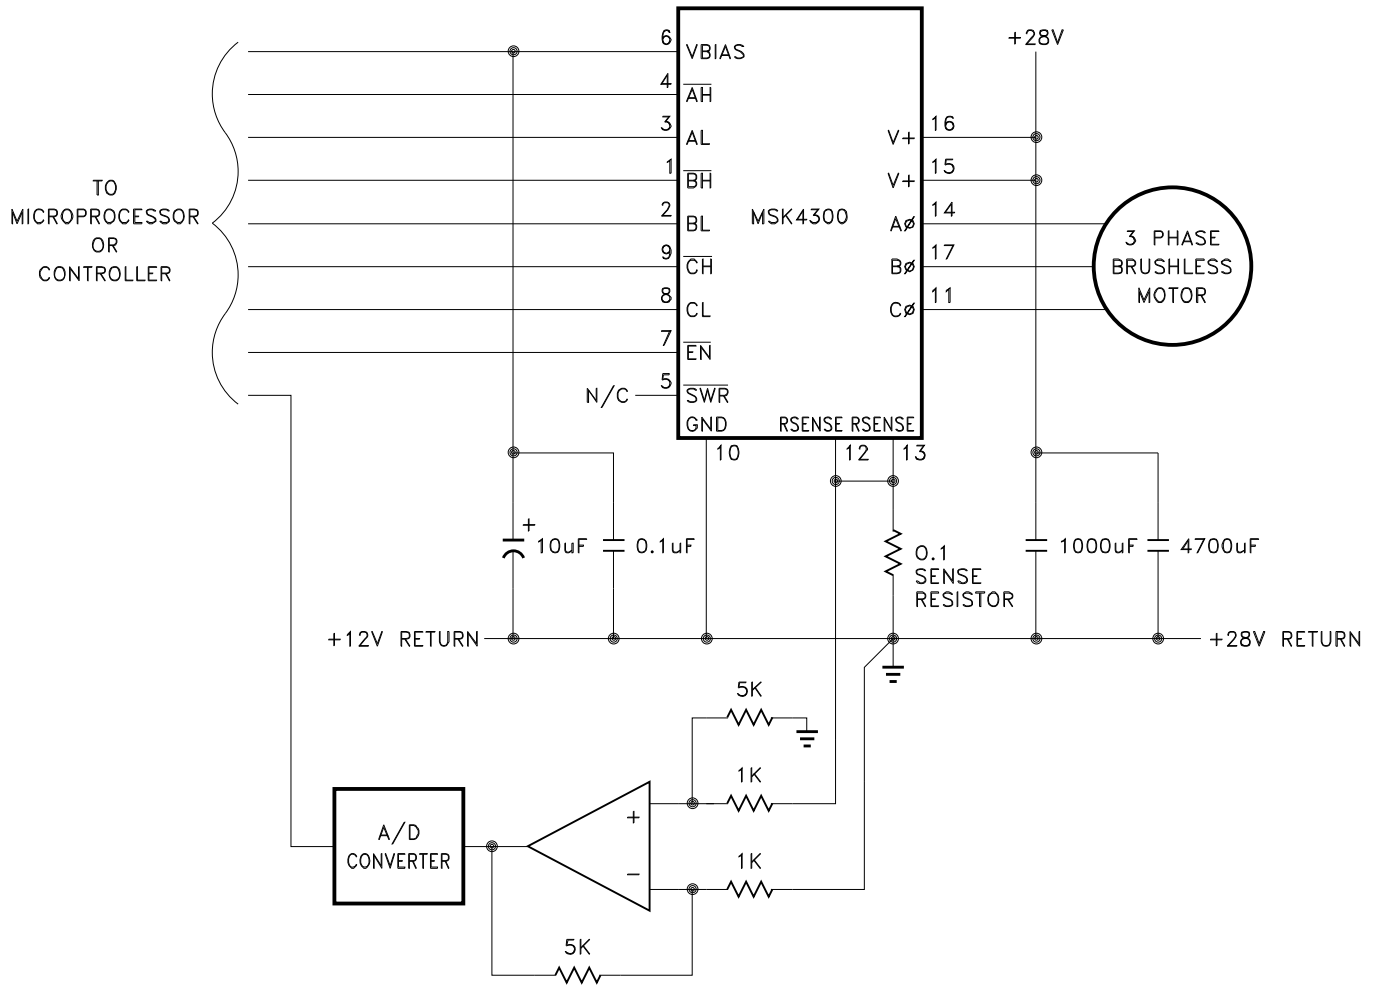 6
VBIAS
+28V
4
AH
3
AL
16
V+
1
BH
15
V+
TO
MICROPROCESSOR
OR
CONTROLLER
2
BL
MSK4300
14
AØ
3 PHASE
BRUSHLESS
MOTOR
9
CH
17
BØ
8
CL
11
CØ
7
EN
N/C
5
SWR
GND
RSENSE RSENSE
10
12
13
+
10uF
0.1uF
0.1
SENSE
RESISTOR
1000uF
4700uF
+12V RETURN
+28V RETURN
5K
1K
+
A/D
CONVERTER
1K
−
5K